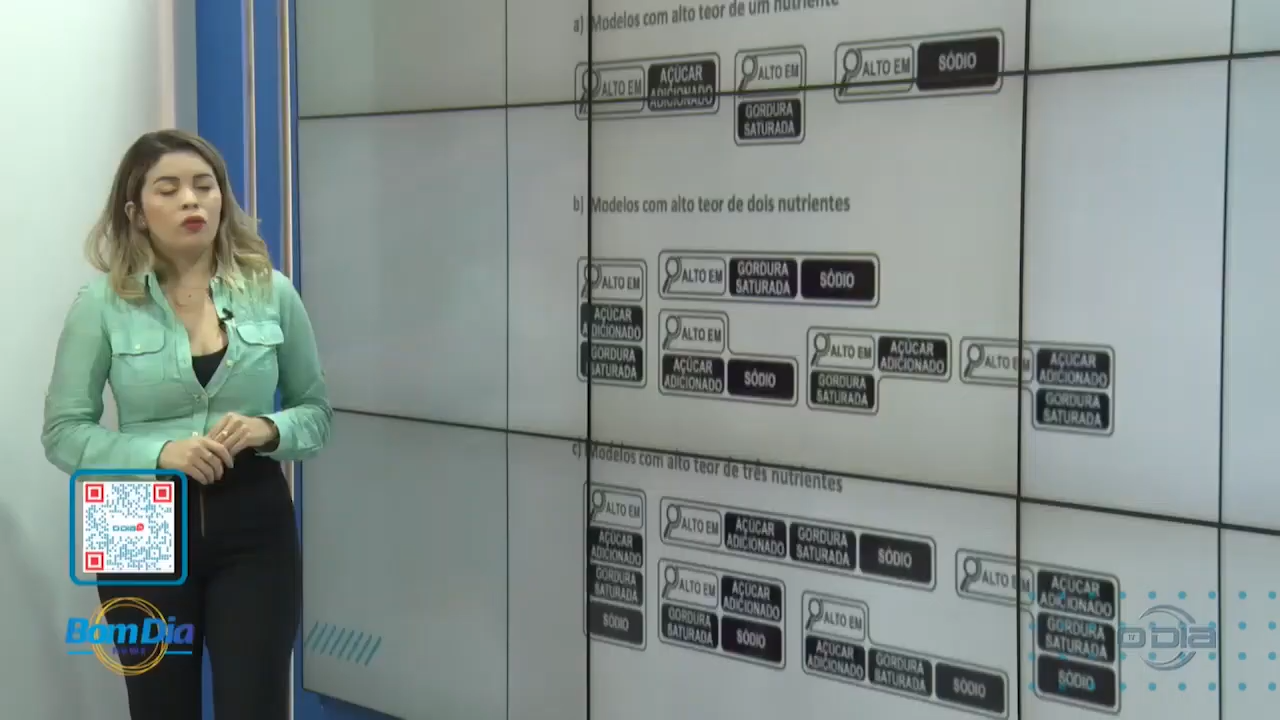 a) Modelos com alto teor de um nutriente
ALTO EM
AÇÚCAR
ADICIONADO
ALTO EM
GORDURA
SATURADA
ALTO EM
SÓDIO
b) Modelos com alto teor de dois nutrientes
ALTO EM
AÇÚCAR
ADICIONADO
GORDURA
SATURADA
ALTO EM
GORDURA
SATURADA
SÓDIO
ALTO EM
AÇÚCAR
ADICIONADO
SÓDIO
ALTO EM
AÇÚCAR
ADICIONADO
GORDURA
SATURADA
ALTO EM
AÇÚCAR
ADICIONADO
GORDURA
SATURADA
c) Modelos com alto teor de três nutrientes
ALTO EM
AÇÚCAR
ADICIONADO
GORDURA
SATURADA
SÓDIO
ALTO EM
AÇÚCAR
ADICIONADO
GORDURA
SATURADA
SÓDIO
ALTO EM
AÇÚCAR
ADICIONADO
GORDURA
SATURADA
SÓDIO
ALTO EM
AÇÚCAR
ADICIONADO
GORDURA
SATURADA
SÓDIO
ALTO EM
AÇÚCAR
ADICIONADO
GORDURA
SATURADA
SÓDIO
O DIA
Bom Dia
O DIA